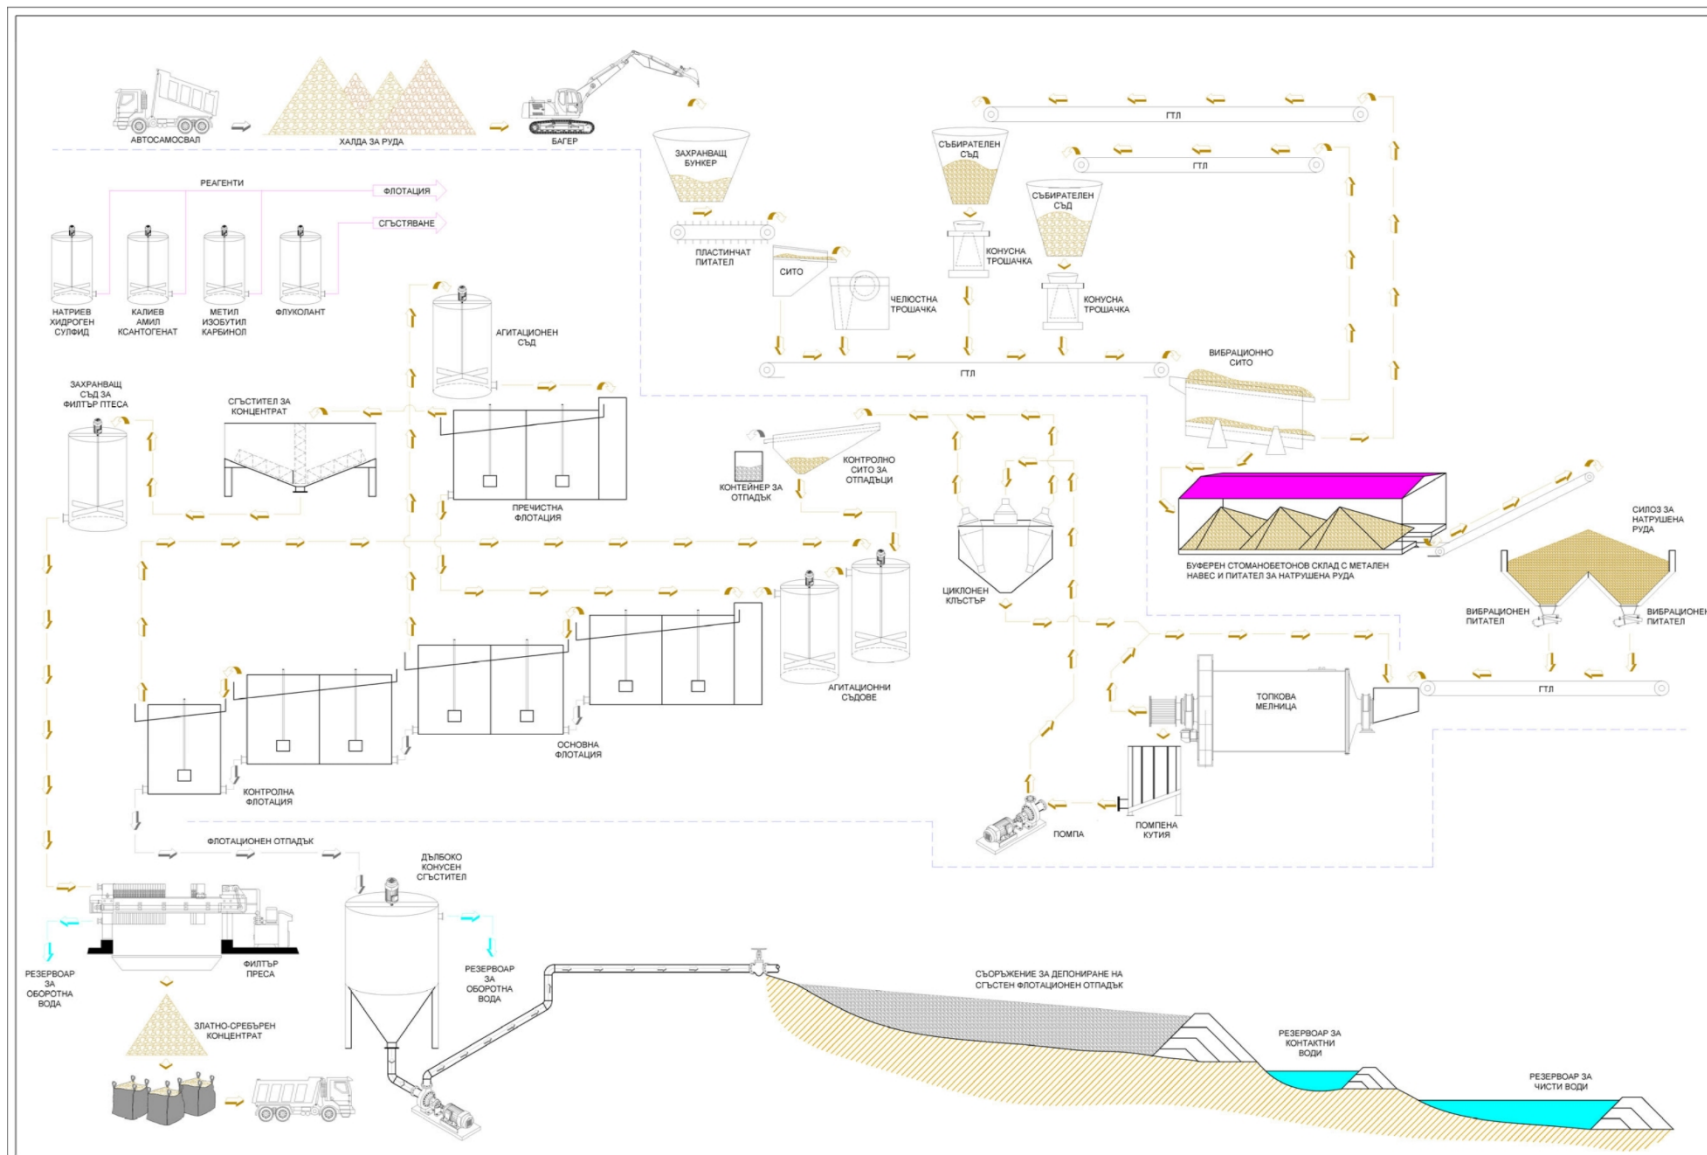 АВТОСАМОСВАЛ
ХАЛДА ЗА РУДА
БАГЕР
ЗАХРАНВАЩ
БУНКЕР
ПЛАСТИНЧАТ
ПИТАТЕЛ
СИТО
ЧЕЛЮСТНА
ТРОШАЧКА
СЪБИРАТЕЛЕН
СЪД
КОНУСНА
ТРОШАЧКА
СЪБИРАТЕЛЕН
СЪД
КОНУСНА
ТРОШАЧКА
ГТЛ
ГТЛ
ГТЛ
ВИБРАЦИОННО
СИТО
РЕАГЕНТИ
ФЛОТАЦИЯ
СГЪСТЯВАНЕ
НАТРИЕВ
ХИДРОГЕН
СУЛФИД
КАЛИЕВ
АМИЛ
КСАНТОГЕНАТ
МЕТИЛ
ИЗОБУТИЛ
КАРБИНОЛ
ФЛУКОЛАНТ
АГИТАЦИОНЕН
СЪД
ЗАХРАНВАЩ
СЪД ЗА
ФИЛТЪР ПТЕСА
СГЪСТИТЕЛ ЗА
КОНЦЕНТРАТ
ПРЕЧИСТНА
ФЛОТАЦИЯ
КОНТЕЙНЕР ЗА
ОТПАДЪК
КОНТРОЛНО
СИТО ЗА
ОТПАДЪЦИ
ЦИКЛОНЕН
КЛЪСТЪР
БУФЕРЕН СТОМАНОБЕТОНОВ СКЛАД С МЕТАЛЕН
НАВЕС И ПИТАТЕЛ ЗА НАТРУШЕНА РУДА
СИЛОЗ ЗА
НАТРУШЕНА
РУДА
ВИБРАЦИОНЕН
ПИТАТЕЛ
ВИБРАЦИОНЕН
ПИТАТЕЛ
ГТЛ
ТОПКОВА
МЕЛНИЦА
АГИТАЦИОННИ
СЪДОВЕ
ОСНОВНА
ФЛОТАЦИЯ
КОНТРОЛНА
ФЛОТАЦИЯ
ПОМПА
ПОМПЕНА
КУТИЯ
ФЛОТАЦИОНЕН ОТПАДЪК
ДЪЛБОКО
КОНУСЕН
СГЪСТИТЕЛ
ФИЛТЪР
ПРЕСА
РЕЗЕРВОАР
ЗА
ОБОРОТНА
ВОДА
РЕЗЕРВОАР
ЗА
ОБОРОТНА
ВОДА
ЗЛАТНО-СРЕБЪРЕН
КОНЦЕНТРАТ
СЪОРЪЖЕНИЕ ЗА ДЕПОНИРАНЕ НА
СГЪСТЕН ФЛОТАЦИОНЕН ОТПАДЪК
РЕЗЕРВОАР ЗА
КОНТАКТНИ
ВОДИ
РЕЗЕРВОАР ЗА
ЧИСТИ ВОДИ